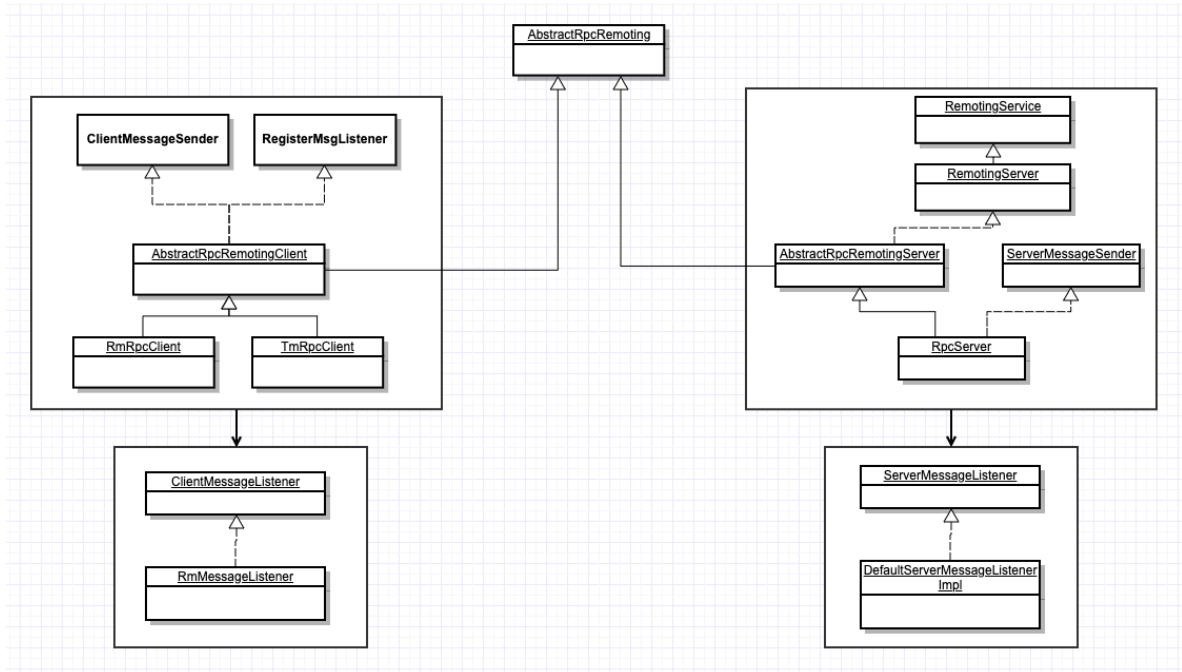 AbstractRpcRemoting
ClientMessageSender
RegisterMsgListener
AbstractRpcRemotingClient
RmRpcClient
TmRpcClient
RemotingService
RemotingServer
AbstractRpcRemotingServer
ServerMessageSender
RpcServer
ClientMessageListener
RmMessageListener
ServerMessageListener
DefaultServerMessageListener
Impl